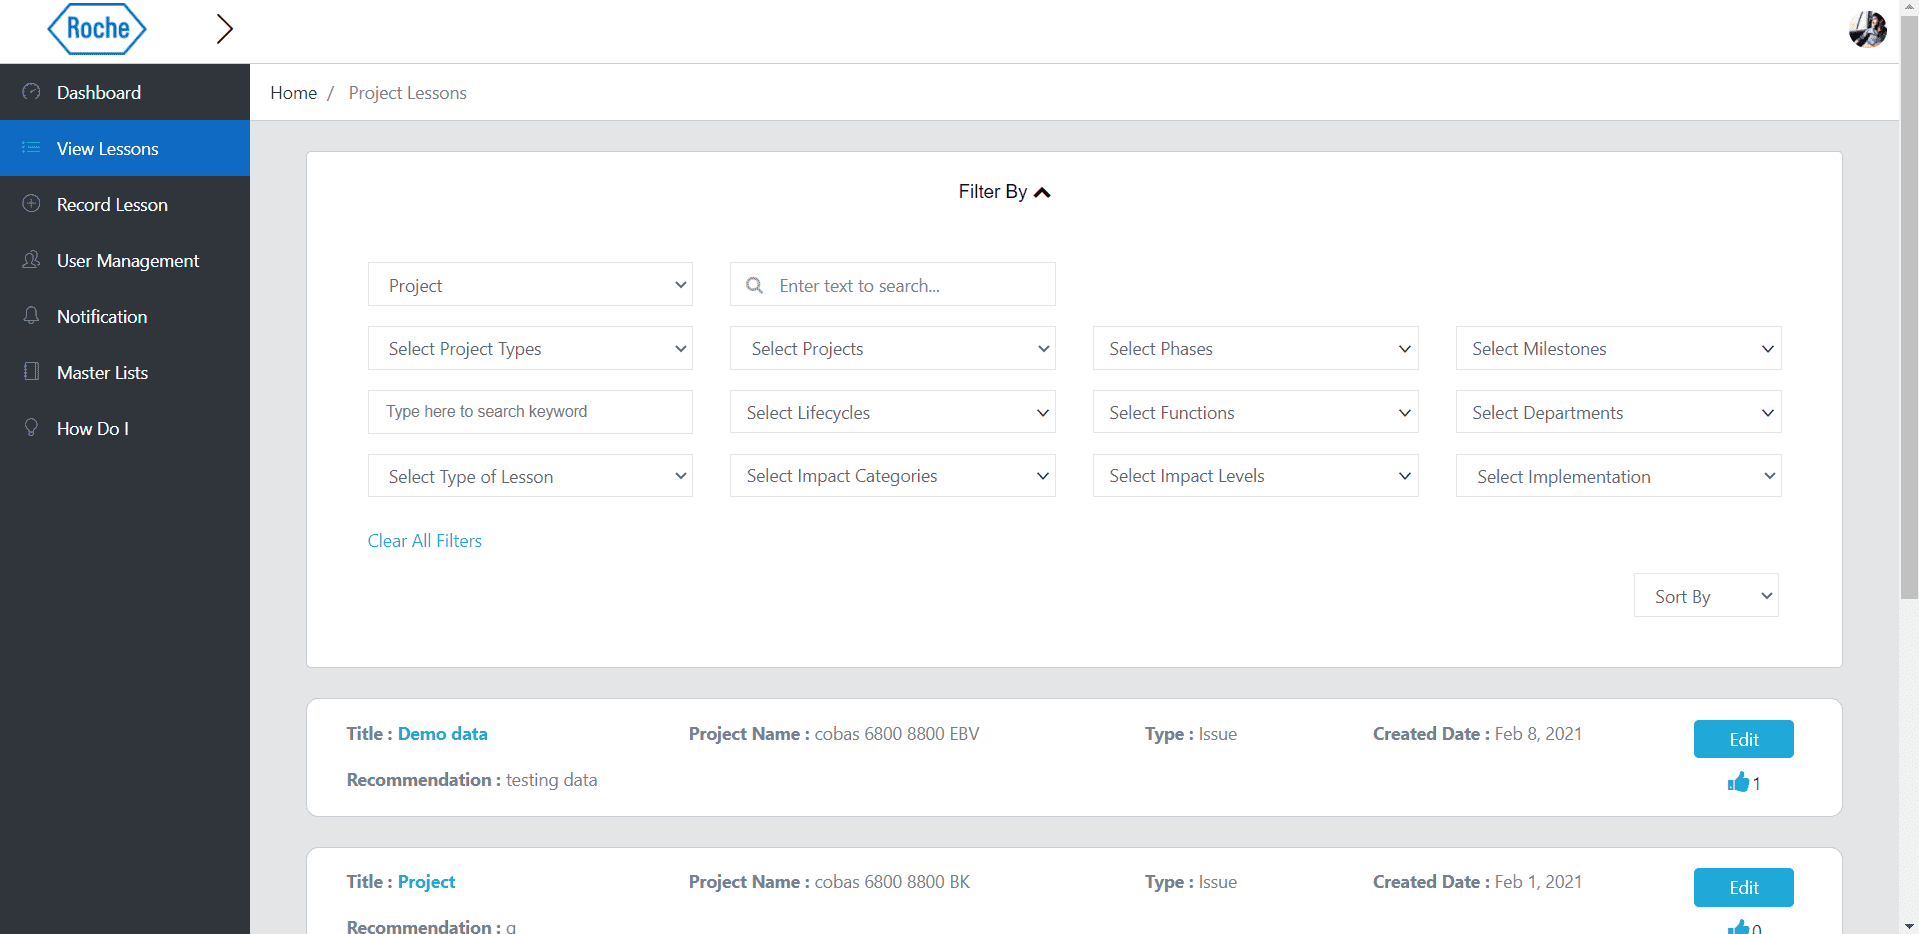 Roche
Dashboard
View Lessons
Record Lesson
User Management
Notification
Master Lists
How Do I
Home / Project Lessons
Filter By
Project
Enter text to search...
Select Project Types
Select Projects
Select Phases
Select Milestones
Type here to search keyword
Select Lifecycles
Select Functions
Select Departments
Select Type of Lesson
Select Impact Categories
Select Impact Levels
Select Implementation
Clear All Filters
Sort By
Title : Demo data Project Name : cobas 6800 8800 EBV Type : Issue Created Date : Feb 8, 2021 Edit
Recommendation : testing data 1
Title : Project Project Name : cobas 6800 8800 BK Type : Issue Created Date : Feb 1, 2021 Edit
Recommendation : 0